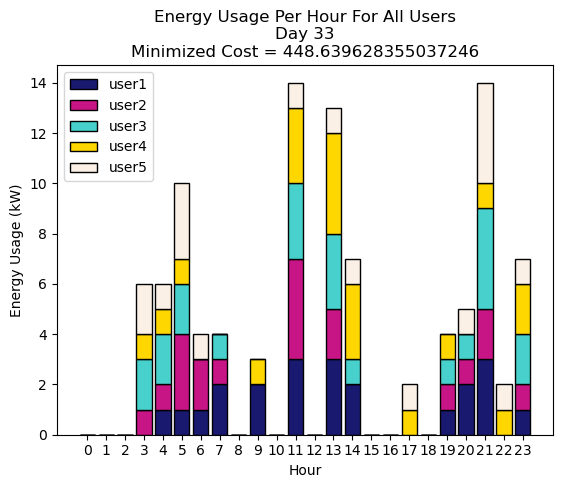 Energy Usage Per Hour For All Users
Day 33
Minimized Cost = 448.639628355037246
user1
user2
user3
user4
user5
Energy Usage (kW)
14
12
10
8
6
4
2
0
0 1 2 3 4 5 6 7 8 9 10 11 12 13 14 15 16 17 18 19 20 21 22 23
Hour